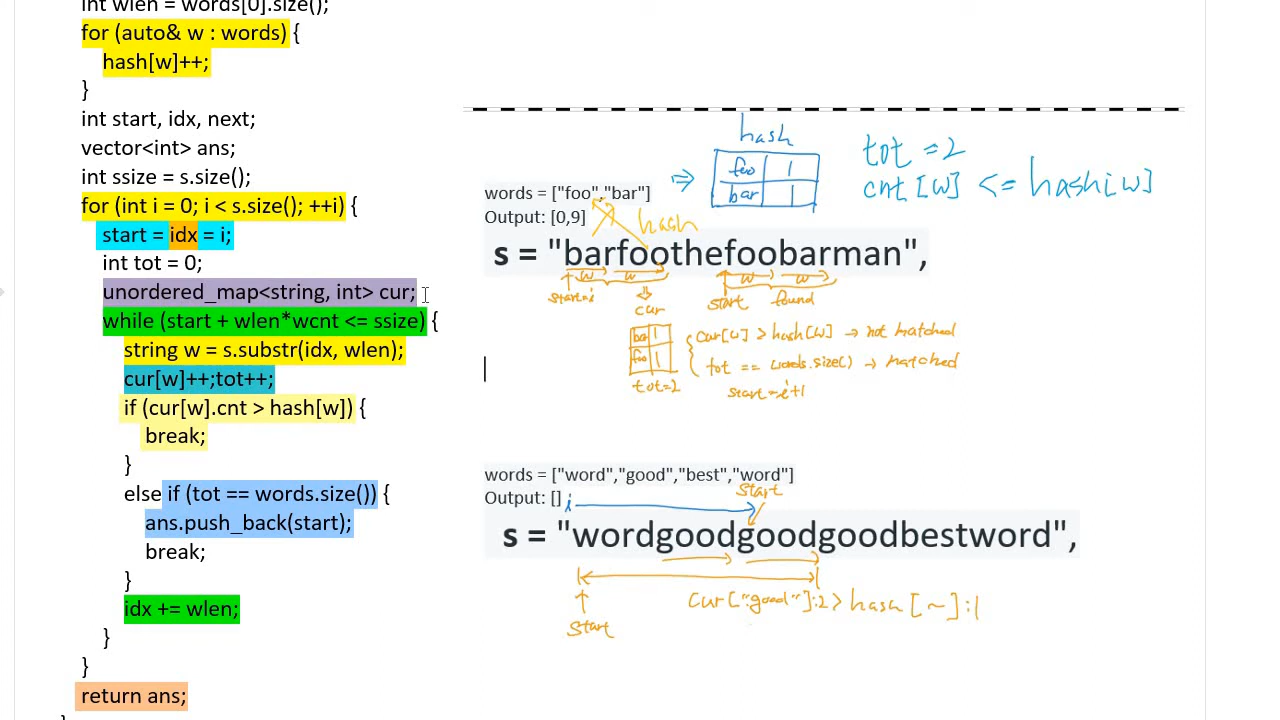 int wlen = words[0].size();
for (auto& w : words) {
hash[w]++;
}
int start, idx, next;
vector<int> ans;
int ssize = s.size();
for (int i = 0; i < s.size(); ++i) {
start = idx = i;
int tot = 0;
unordered_map<string, int> cur;
while (start + wlen*wcnt <= ssize) {
string w = s.substr(idx, wlen);
cur[w]++;tot++;
if (cur[w].cnt > hash[w]) {
break;
}
else if (tot == words.size()) {
ans.push_back(start);
break;
}
idx += wlen;
}
}
return ans;
hash
foo 1
bar 1
tot = 2
cnt [w] <= hash[w]
words = ["foo","bar"]
Output: [0,9]
hash
s = "barfoothefoobarman",
w w w w
start=i start found
cur
bar 1
foo 1
tot=2
cur[w] > hash[w] → not matched
tot == words.size() → matched
start=i+1
words = ["word","good","best","word"]
Output: []
i start
s = "wordgoodgoodgoodbestword",
cur["good"]:2 > hash[~]:1
start